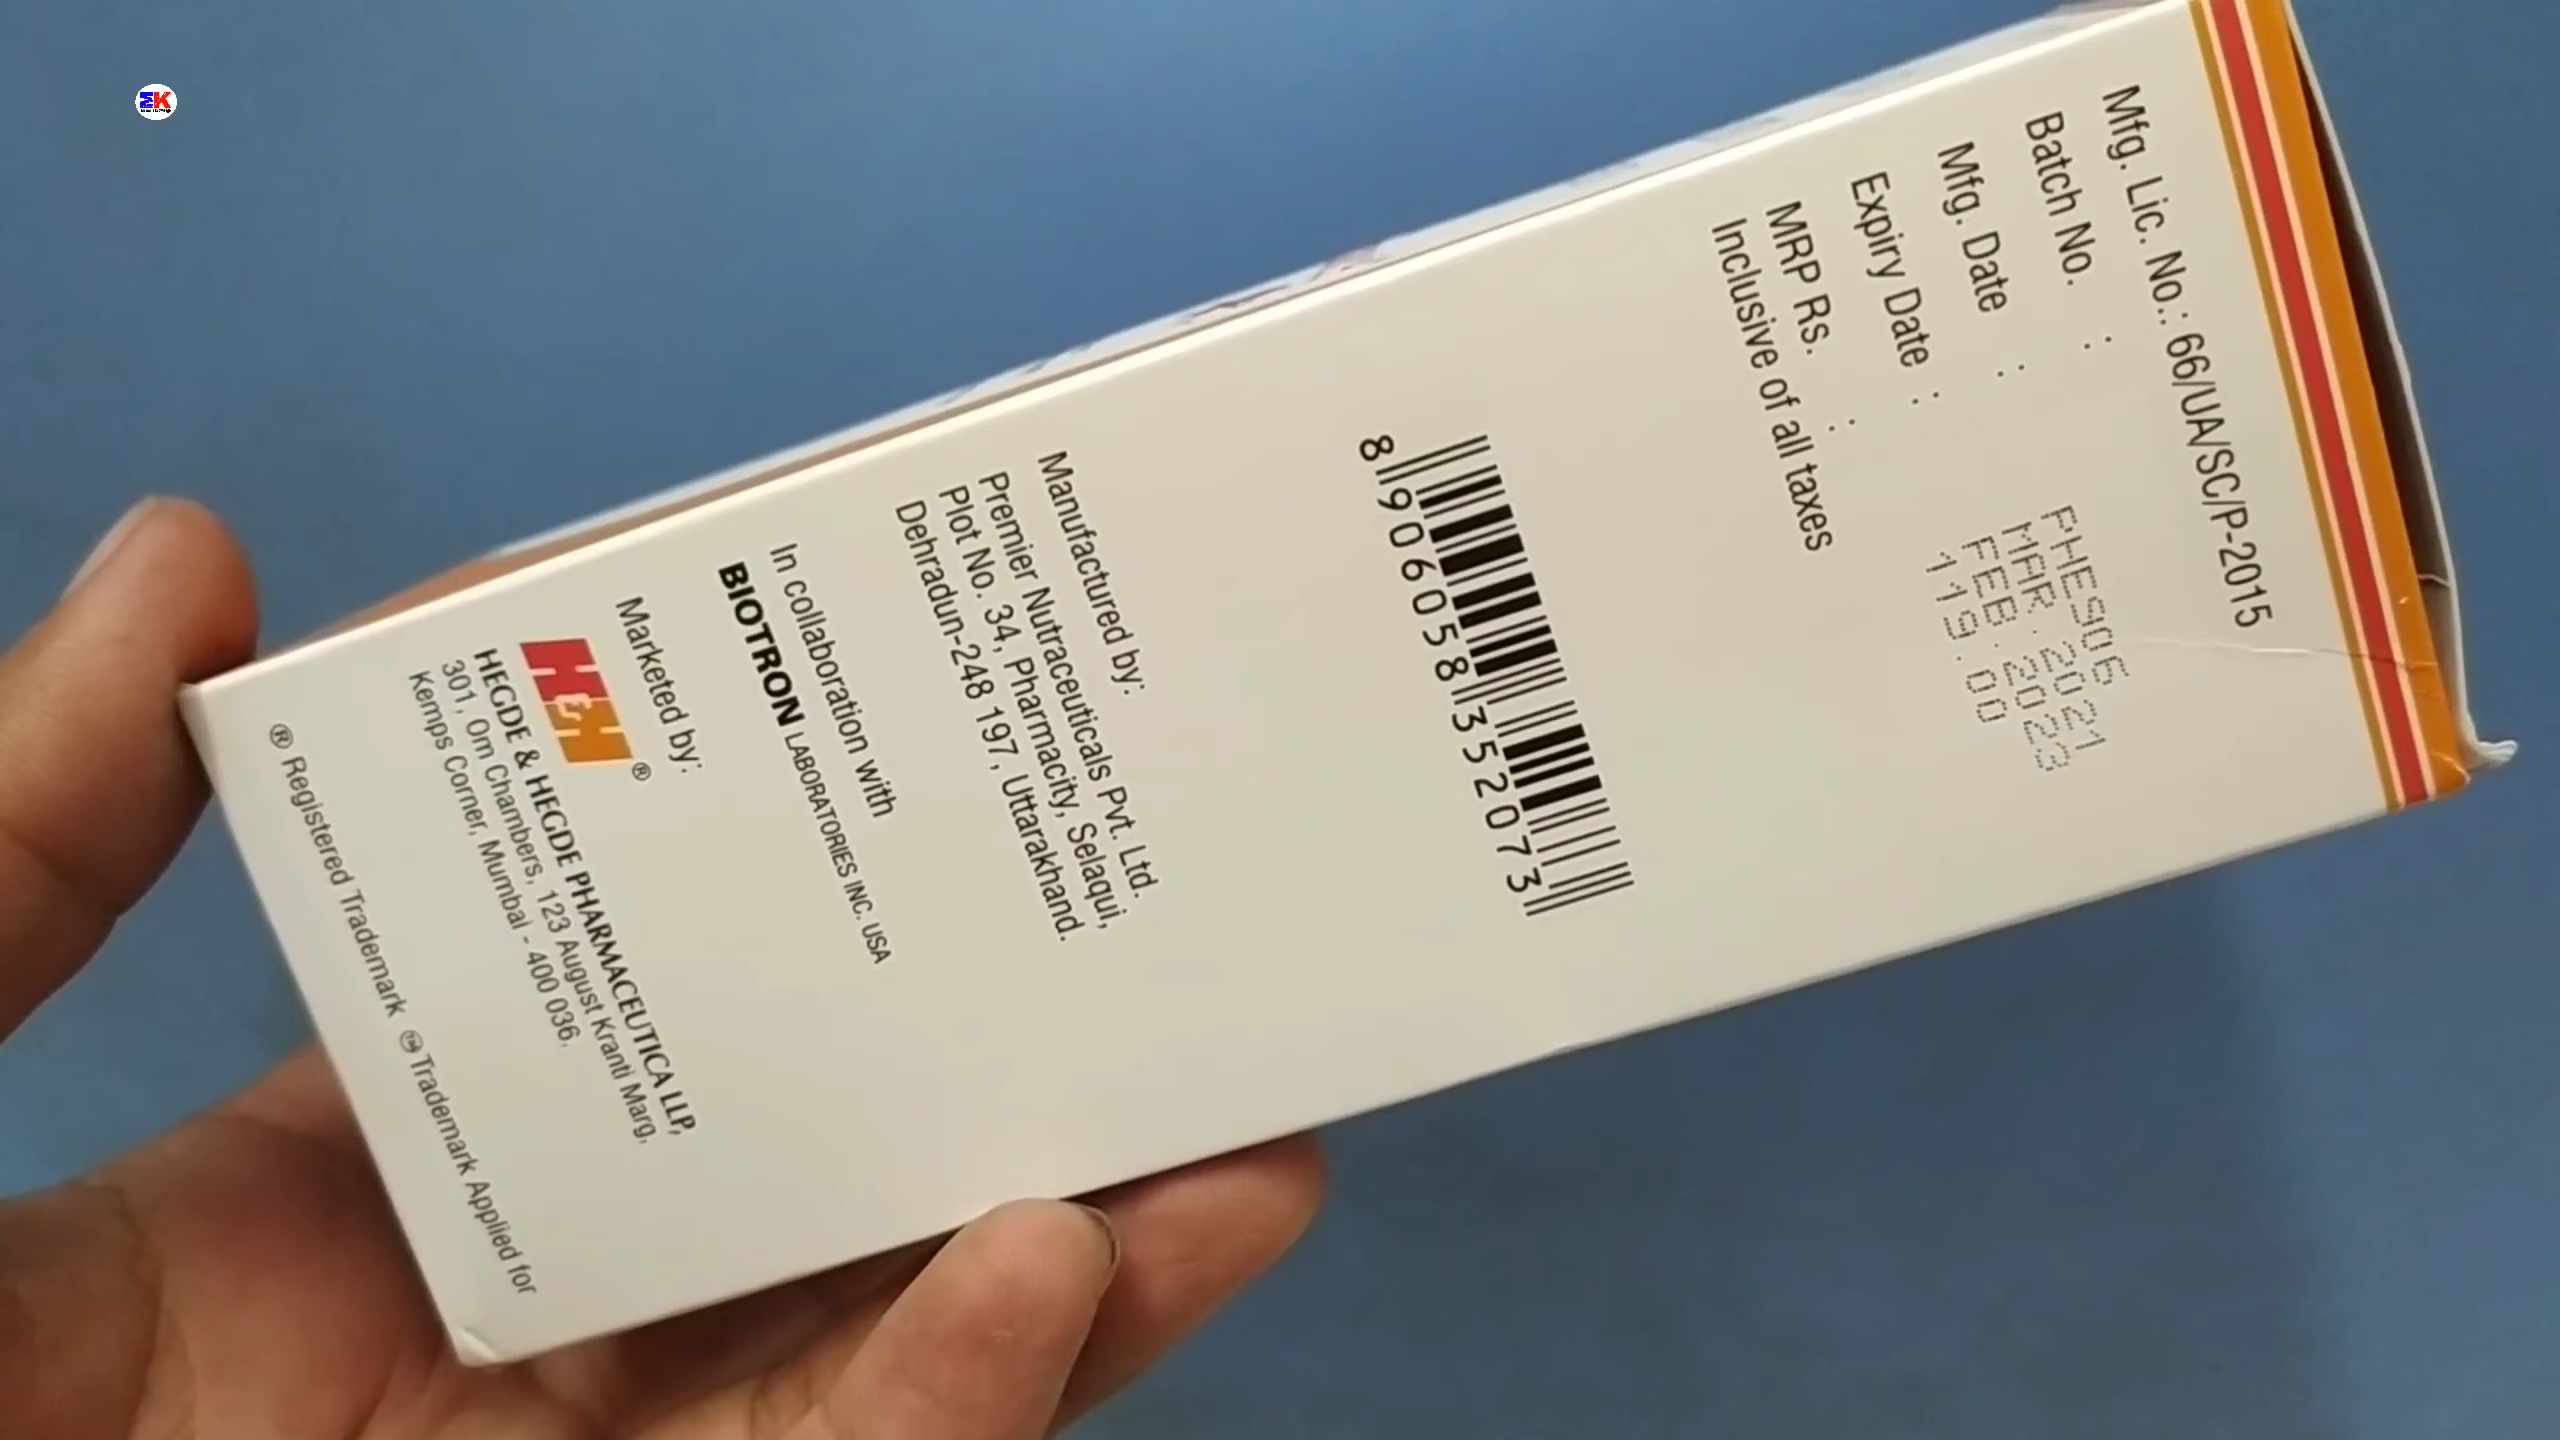 Mfg. Lic. No.: 66/UA/SC/P-2015
Batch No. :
Mfg. Date :
Expiry Date :
MRP Rs. :
Inclusive of all taxes
PHE906
MAR.2021
FEB.2023
119.00
8906058352073
Manufactured by:
Premier Nutraceuticals Pvt. Ltd.
Plot No. 34, Pharmacity, Selaqui,
Dehradun-248 197, Uttarakhand.
In collaboration with
BIOTRON LABORATORIES INC. USA
Marketed by:
H&H ®
HEGDE & HEGDE PHARMACEUTICA LLP,
301, Om Chambers, 123 August Kranti Marg,
Kemps Corner, Mumbai - 400 036.
® Registered Trademark ™ Trademark Applied for